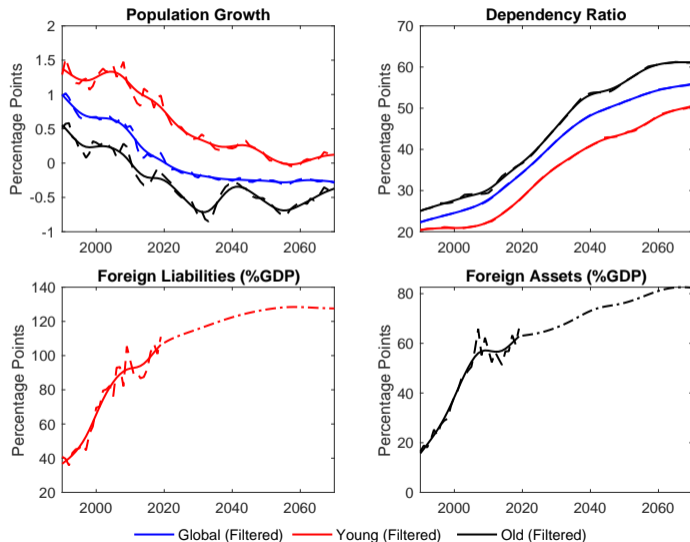 Population Growth
Percentage Points
2
1.5
1
0.5
0
-0.5
-1
2000 2020 2040 2060
Dependency Ratio
Percentage Points
70
60
50
40
30
20
2000 2020 2040 2060
Foreign Liabilities (%GDP)
Percentage Points
140
120
100
80
60
40
20
2000 2020 2040 2060
Foreign Assets (%GDP)
Percentage Points
80
60
40
20
0
2000 2020 2040 2060
Global (Filtered) Young (Filtered) Old (Filtered)